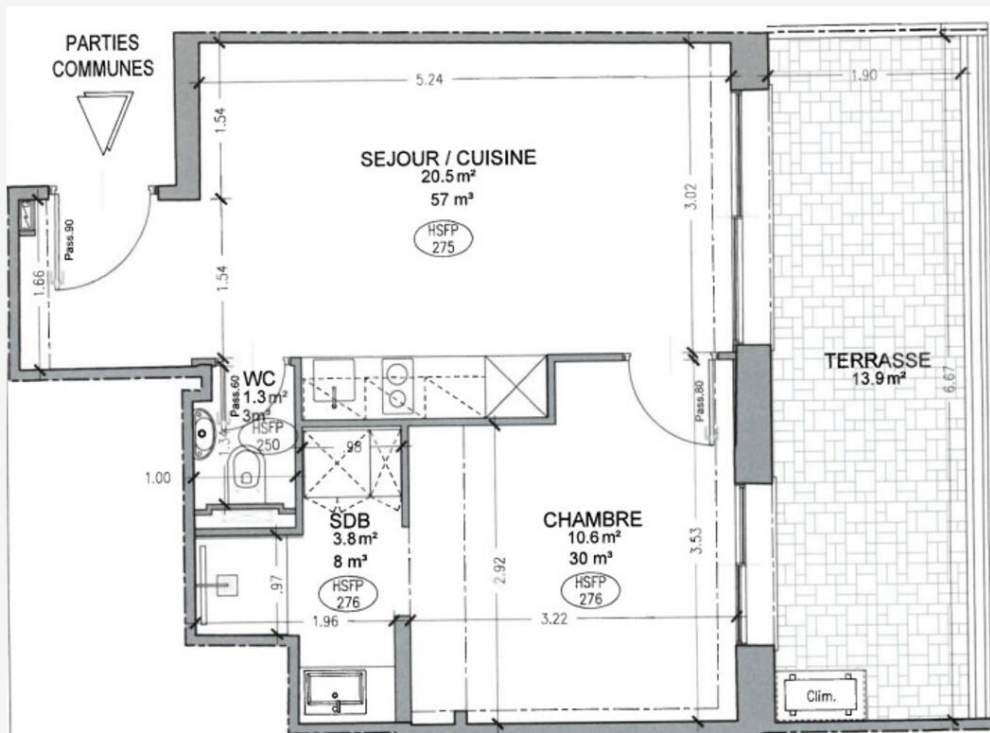 PARTIES
COMMUNES
5.24
1.90
1.54
SEJOUR / CUISINE
20.5 m²
57 m³
HSFP
275
3.02
Pass.90
1.66
1.54
TERRASSE
13.9 m²
6.67
WC
1.3 m²
3m³
HSFP
250
Pass.60
1.34
Pass.80
.98
1.00
SDB
3.8 m²
8 m³
HSFP
276
CHAMBRE
10.6 m²
30 m³
HSFP
276
3.53
2.92
.97
1.96
3.22
Clim.